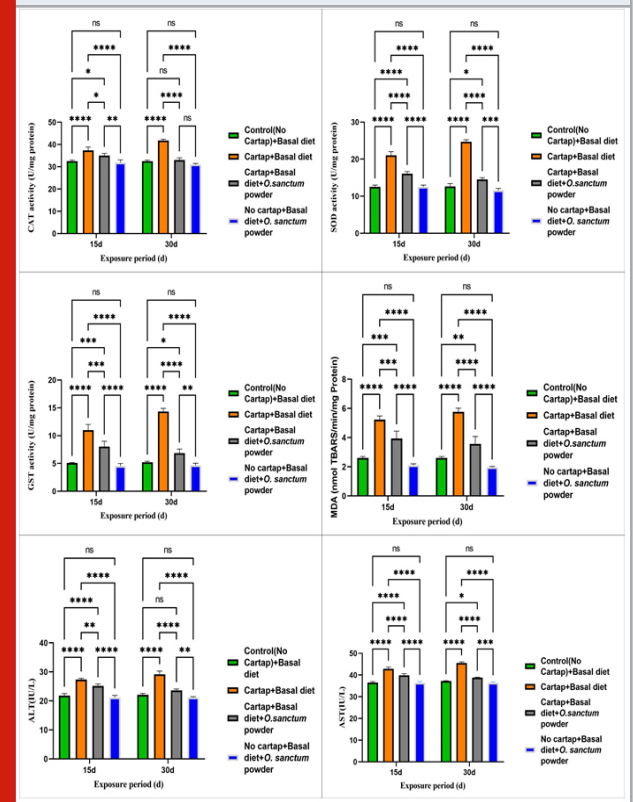 ns
ns
****
****
*
ns
*
****
****
**
****
ns
50
40
30
20
10
0
CAT activity (U/mg protein)
15d
30d
Exposure period (d)
Control(No
Cartap)+Basal diet
Cartap+Basal diet
Cartap+Basal
diet+O.sanctum
powder
No cartap+Basal
diet+O. sanctum
powder
ns
ns
****
****
****
*
****
****
****
****
****
***
30
20
10
0
SOD activity (U/mg protein)
15d
30d
Exposure period (d)
Control(No
Cartap)+Basal diet
Cartap+Basal diet
Cartap+Basal
diet+O.sanctum
powder
No cartap+Basal
diet+O. sanctum
powder
ns
ns
****
****
***
*
***
****
****
****
****
**
20
15
10
5
0
GST activity (U/mg protein)
15d
30d
Exposure period (d)
Control(No
Cartap)+Basal diet
Cartap+Basal diet
Cartap+Basal
diet+O.sanctum
powder
No cartap+Basal
diet+O. sanctum
powder
ns
ns
****
****
***
**
***
****
****
****
****
****
8
6
4
2
0
MDA (nmol TBARS/min/mg Protein)
15d
30d
Exposure period (d)
Control(No
Cartap)+Basal diet
Cartap+Basal diet
Cartap+Basal
diet+O.sanctum
powder
No cartap+Basal
diet+O. sanctum
powder
ns
ns
****
****
****
ns
**
****
****
****
****
**
40
30
20
10
0
ALT(IU/L)
15d
30d
Exposure period (d)
Control(No
Cartap)+Basal
diet
Cartap+Basal diet
Cartap+Basal
diet+O.sanctum
powder
No cartap+Basal
diet+O. sanctum
powder
ns
ns
****
****
****
*
****
****
****
****
****
***
50
40
30
20
10
0
AST(IU/L)
15d
30d
Exposure period (d)
Control(No
Cartap)+Basal diet
Cartap+Basal diet
Cartap+Basal
diet+O.sanctum
powder
No cartap+Basal
diet+O. sanctum
powder